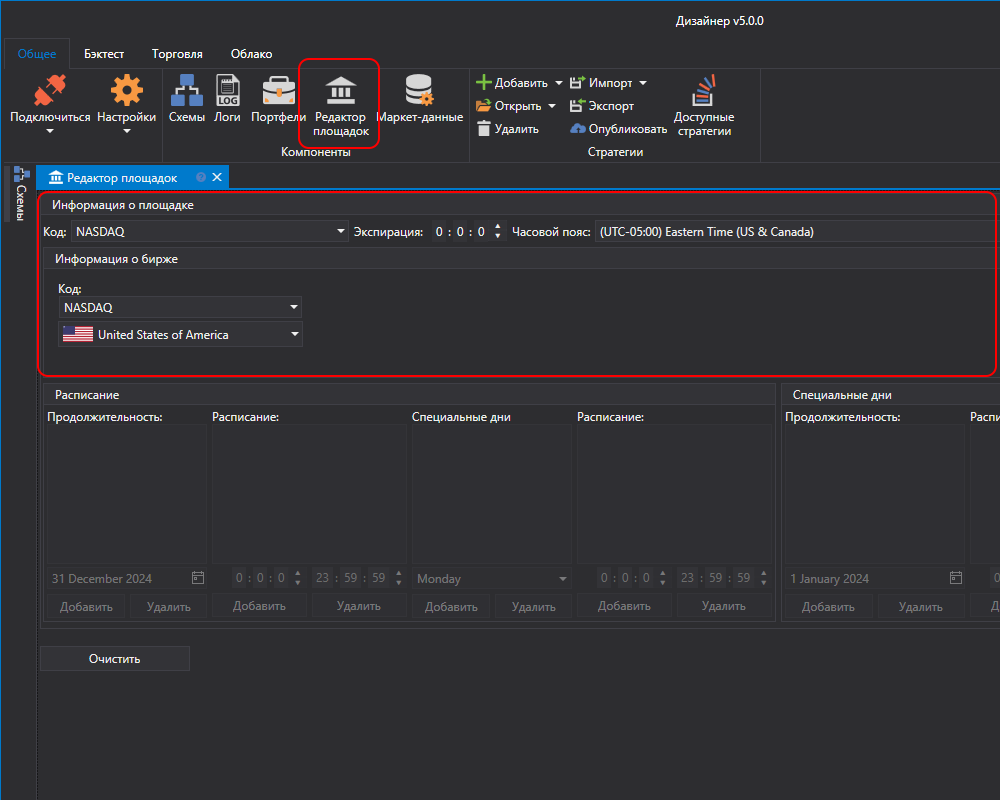 Дизайнер v5.0.0
Общее Бэктест Торговля Облако
Подключиться Настройки Схемы Логи Портфели Редактор площадок Маркет-данные
LOG
Компоненты
Добавить Импорт
Открыть Экспорт
Удалить Опубликовать
Доступные стратегии
Стратегии
Схемы
Редактор площадок
Информация о площадке
Код: NASDAQ Экспирация: 0 : 0 : 0 Часовой пояс: (UTC-05:00) Eastern Time (US & Canada)
Информация о бирже
Код:
NASDAQ
United States of America
Расписание Специальные дни
Продолжительность: Расписание: Специальные дни Расписание: Продолжительность: Распи
31 December 2024 0 : 0 : 0 23 : 59 : 59 Monday 0 : 0 : 0 23 : 59 : 59 1 January 2024 0
Добавить Удалить Добавить Удалить Добавить Удалить Добавить Удалить Добавить Удалить Д
Очистить